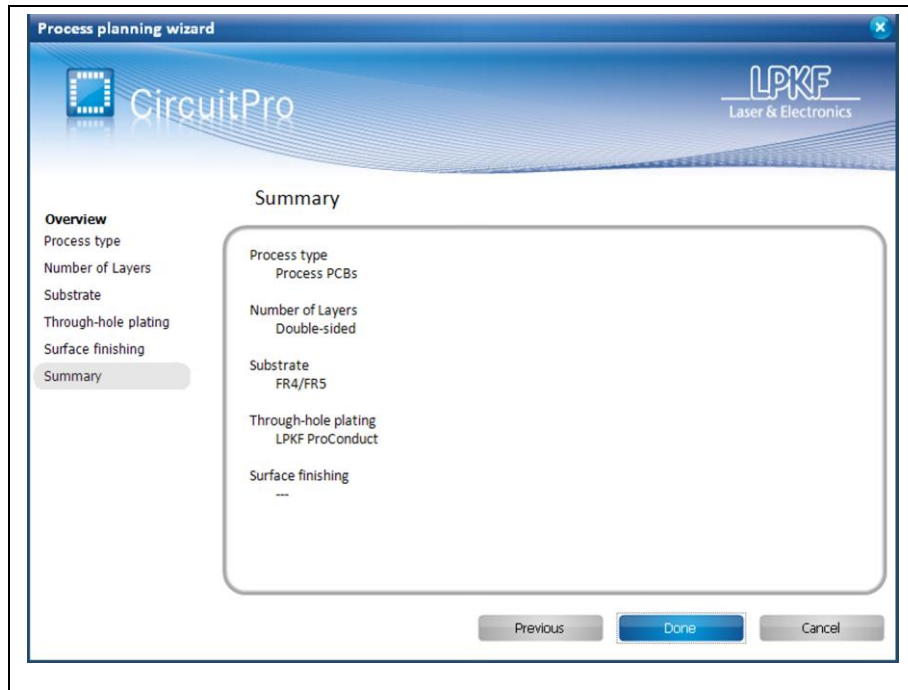 Process planning wizard
CircuitPro
LPKF
Laser & Electronics
Overview
Process type
Number of Layers
Substrate
Through-hole plating
Surface finishing
Summary
Summary
Process type
Process PCBs
Number of Layers
Double-sided
Substrate
FR4/FR5
Through-hole plating
LPKF ProConduct
Surface finishing
---
Previous
Done
Cancel